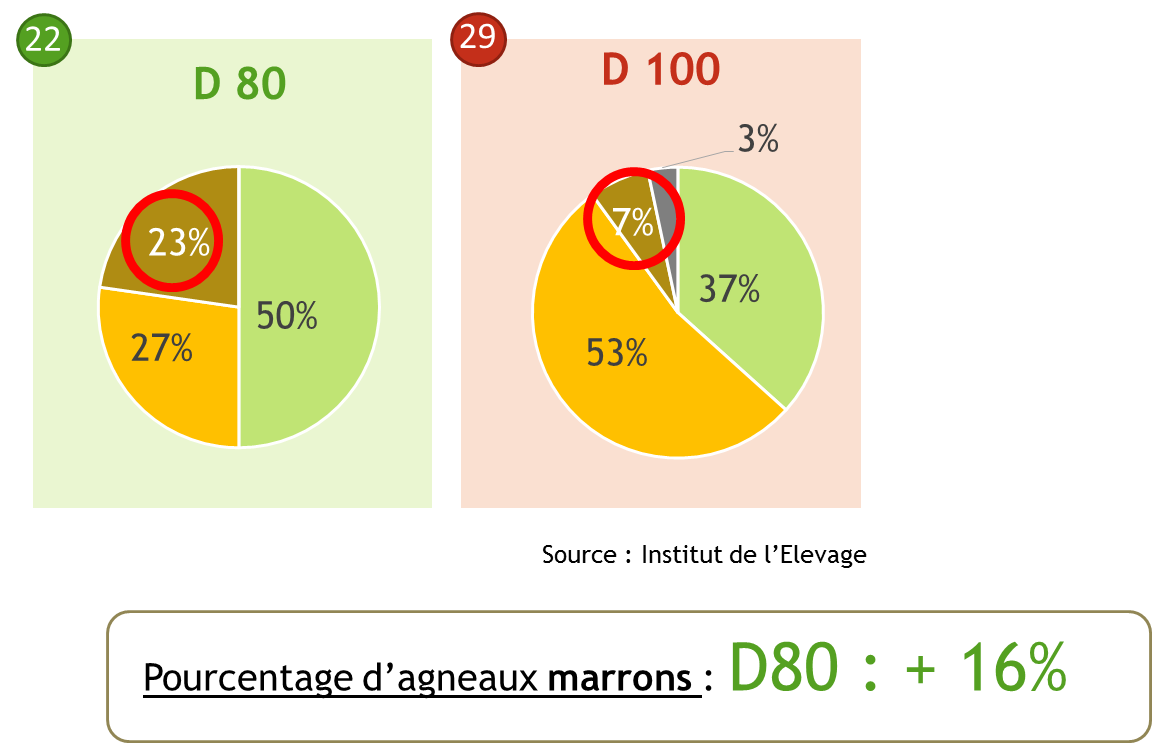 22
D 80
23%
50%
27%
29
D 100
3%
7%
37%
53%
Source : Institut de l’Elevage
Pourcentage d’agneaux marrons : D80 : + 16%